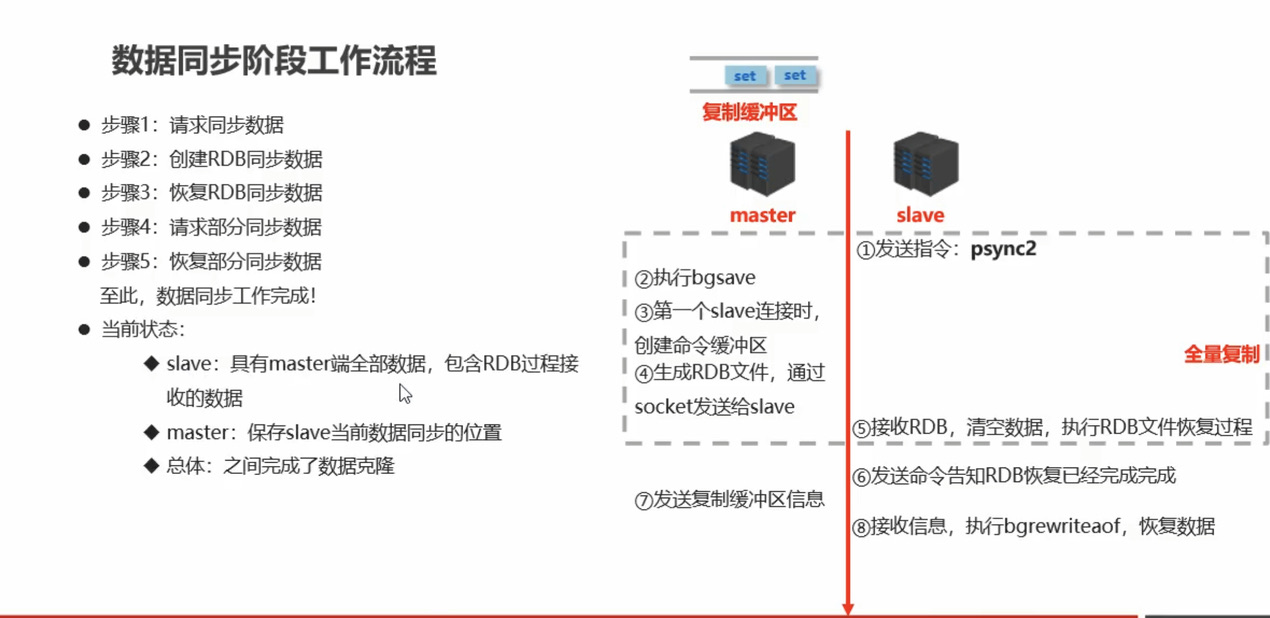 数据同步阶段工作流程
● 步骤1：请求同步数据
● 步骤2：创建RDB同步数据
● 步骤3：恢复RDB同步数据
● 步骤4：请求部分同步数据
● 步骤5：恢复部分同步数据
至此，数据同步工作完成！
● 当前状态：
◆ slave：具有master端全部数据，包含RDB过程接
收的数据
◆ master：保存slave当前数据同步的位置
◆ 总体：之间完成了数据克隆
set set
复制缓冲区
master
slave
①发送指令：psync2
②执行bgsave
③第一个slave连接时，
创建命令缓冲区
④生成RDB文件，通过
socket发送给slave
全量复制
⑤接收RDB，清空数据，执行RDB文件恢复过程
⑥发送命令告知RDB恢复已经完成完成
⑦发送复制缓冲区信息
⑧接收信息，执行bgrewriteaof，恢复数据